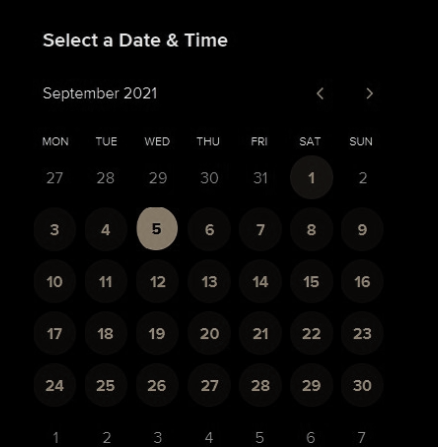 Select a Date & Time
September 2021
MON TUE WED THU FRI SAT SUN
27 28 29 30 31 1 2
3 4 5 6 7 8 9
10 11 12 13 14 15 16
17 18 19 20 21 22 23
24 25 26 27 28 29 30
1 2 3 4 5 6 7